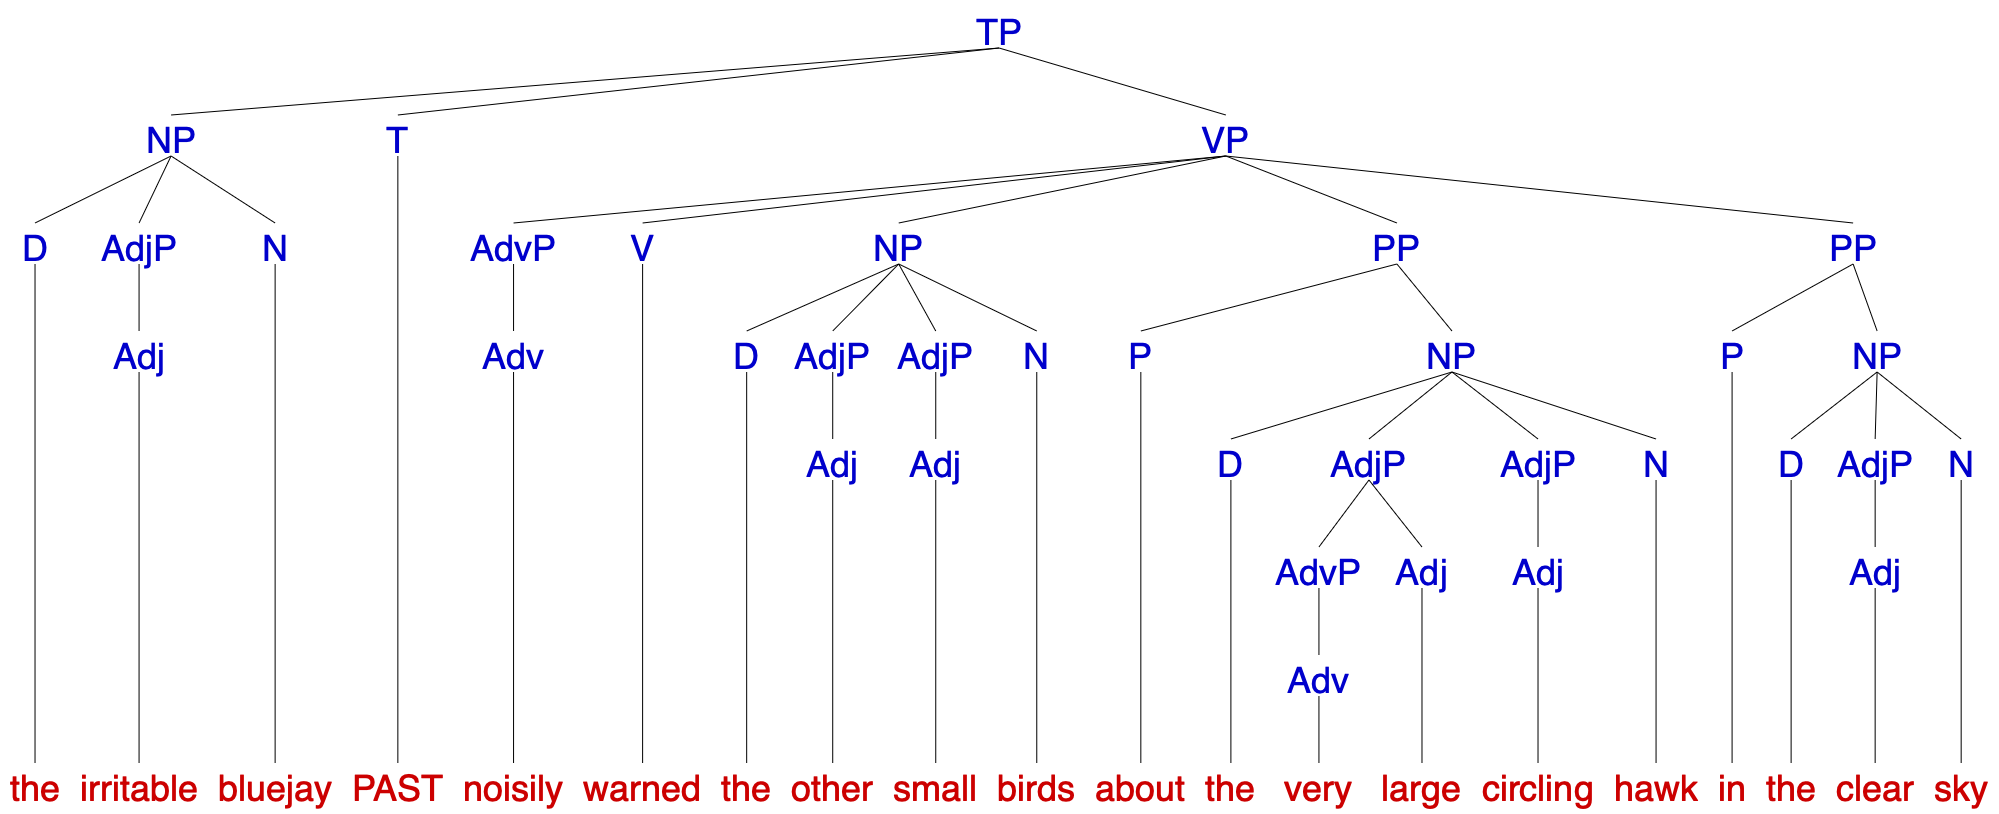 TP
NP T VP
D AdjP N AdvP V NP PP PP
Adj Adv D AdjP AdjP N P NP P NP
Adj Adj D AdjP AdjP N D AdjP N
AdvP Adj Adj Adj
Adv
the irritable bluejay PAST noisily warned the other small birds about the very large circling hawk in the clear sky